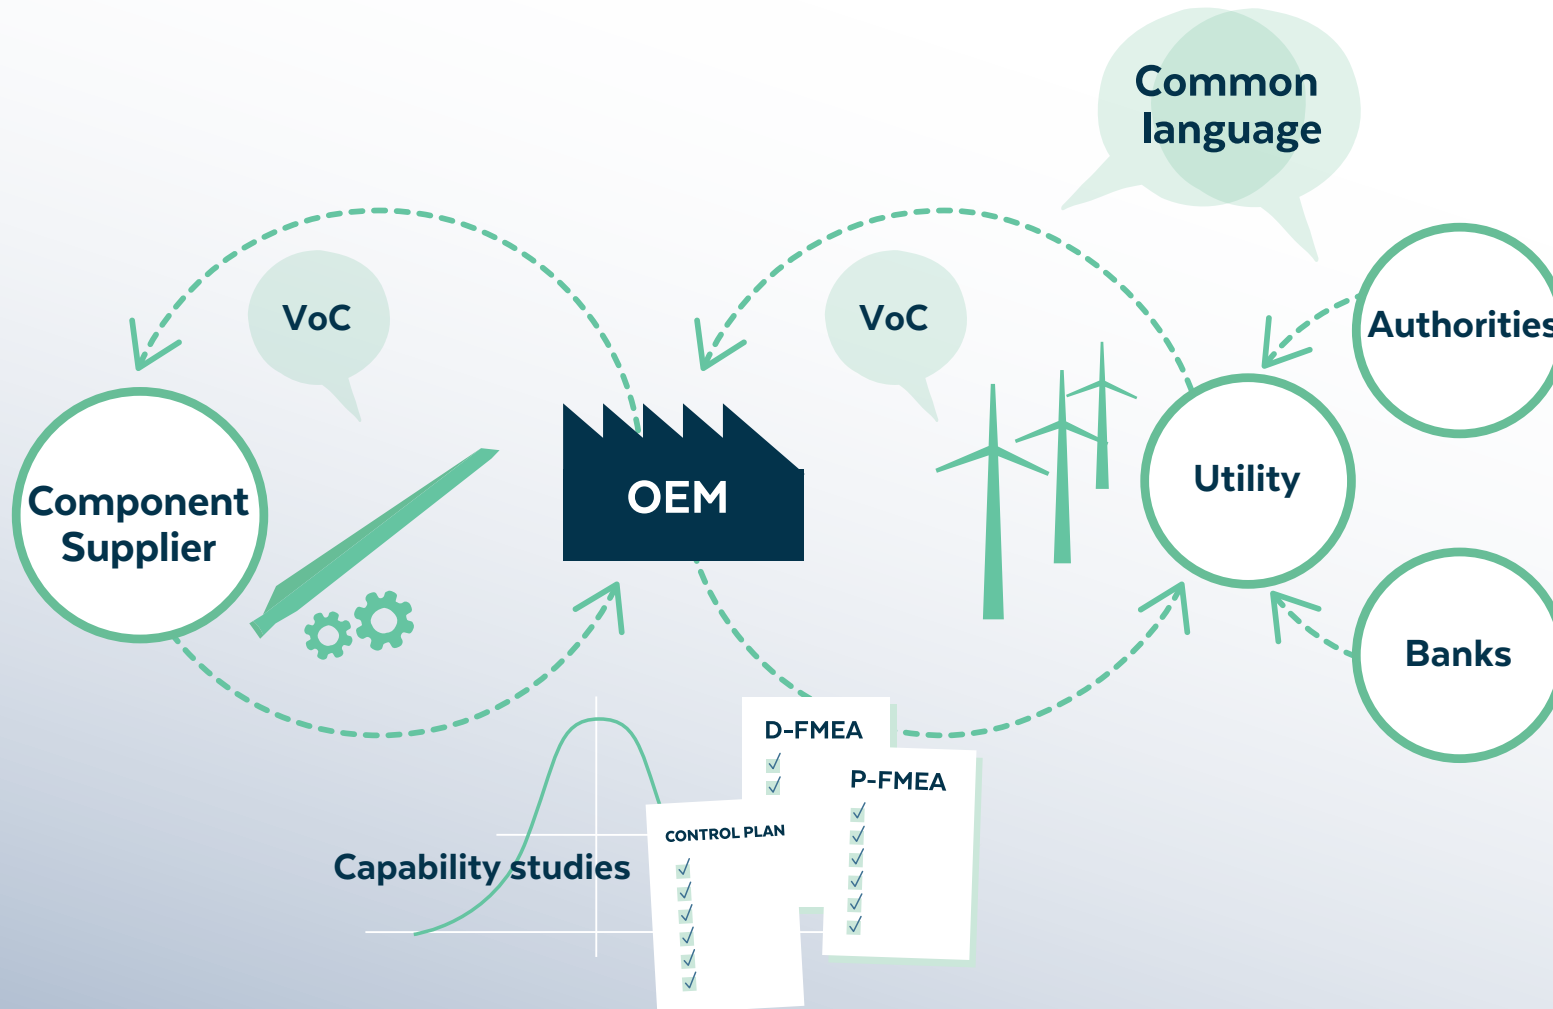 Common
language
VoC
VoC
Authorities
Component
Supplier
OEM
Utility
Banks
D-FMEA
P-FMEA
CONTROL PLAN
Capability studies